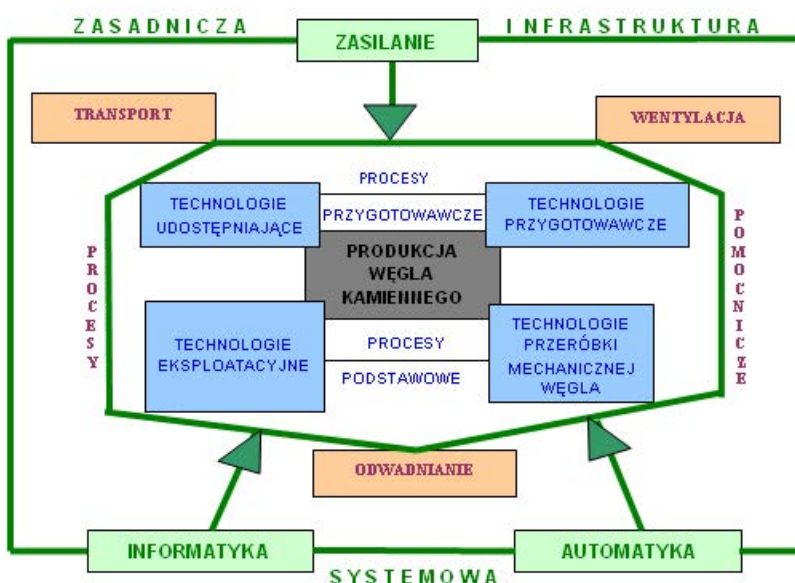 ZASADNICZA
INFRASTRUKTURA
ZASILANIE
TRANSPORT
WENTYLACJA
PROCESY
TECHNOLOGIE
UDOSTĘPNIAJĄCE
PRZYGOTOWAWCZE
TECHNOLOGIE
PRZYGOTOWAWCZE
PROCESY
POMOCNICZE
PRODUKCJA
WĘGLA
KAMIENNEGO
TECHNOLOGIE
EKSPLOATACYJNE
PROCESY
PODSTAWOWE
TECHNOLOGIE
PRZERÓBKI
MECHANICZNEJ
WĘGLA
ODWADNIANIE
INFORMATYKA
AUTOMATYKA
SYSTEMOWA